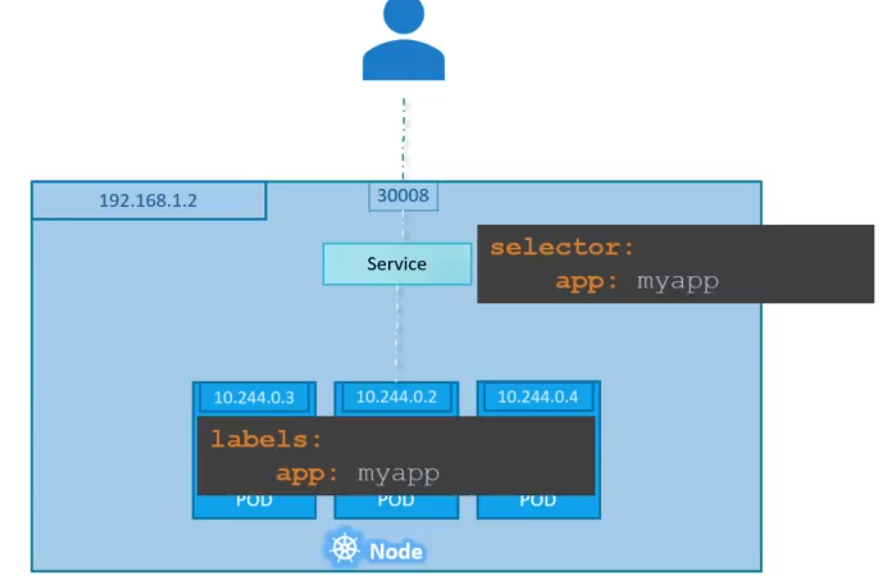 192.168.1.2
30008
Service
selector:
app: myapp
10.244.0.3
10.244.0.2
10.244.0.4
labels:
app: myapp
POD
POD
POD
Node